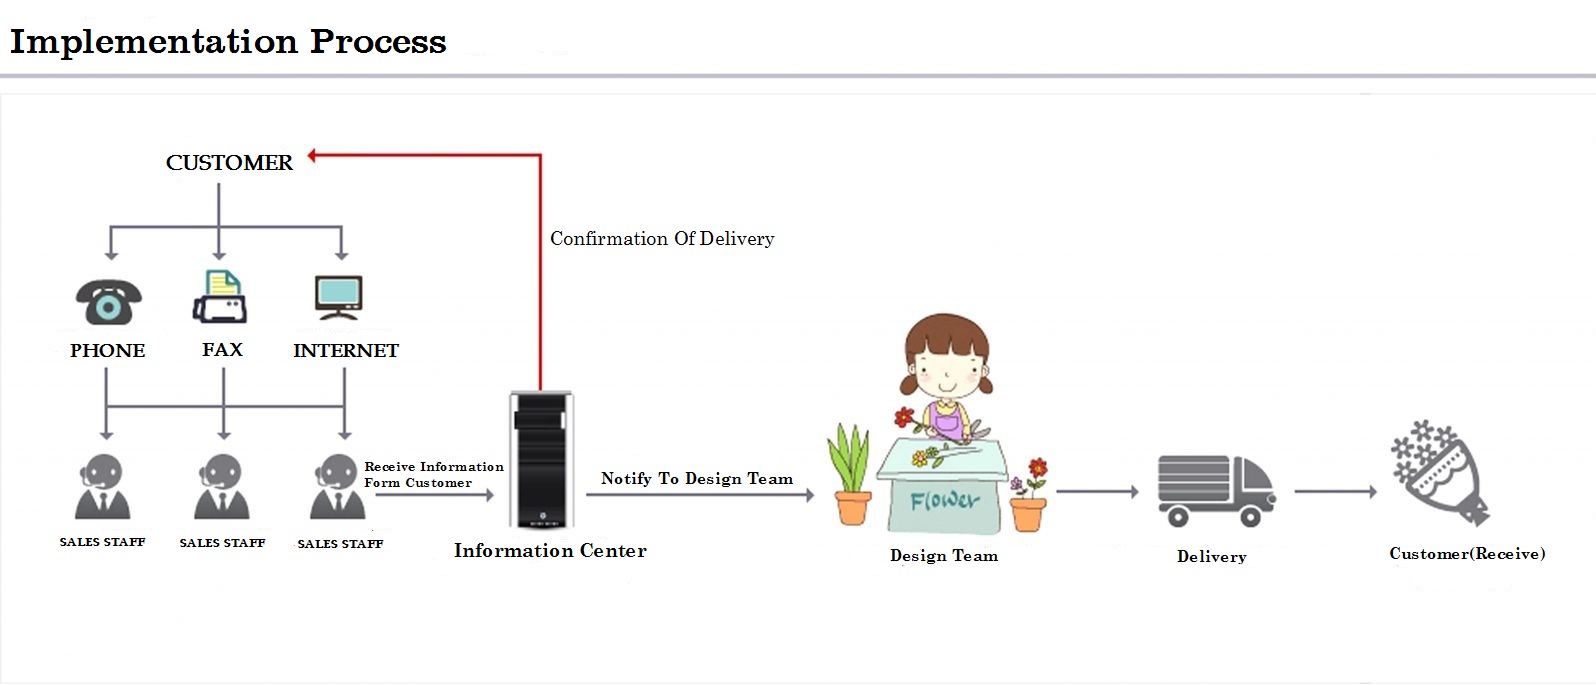 Implementation Process
CUSTOMER
Confirmation Of Delivery
PHONE
FAX
INTERNET
Receive Information
Form Customer
Notify To Design Team
Flower
SALES STAFF
SALES STAFF
SALES STAFF
Information Center
Design Team
Delivery
Customer(Receive)